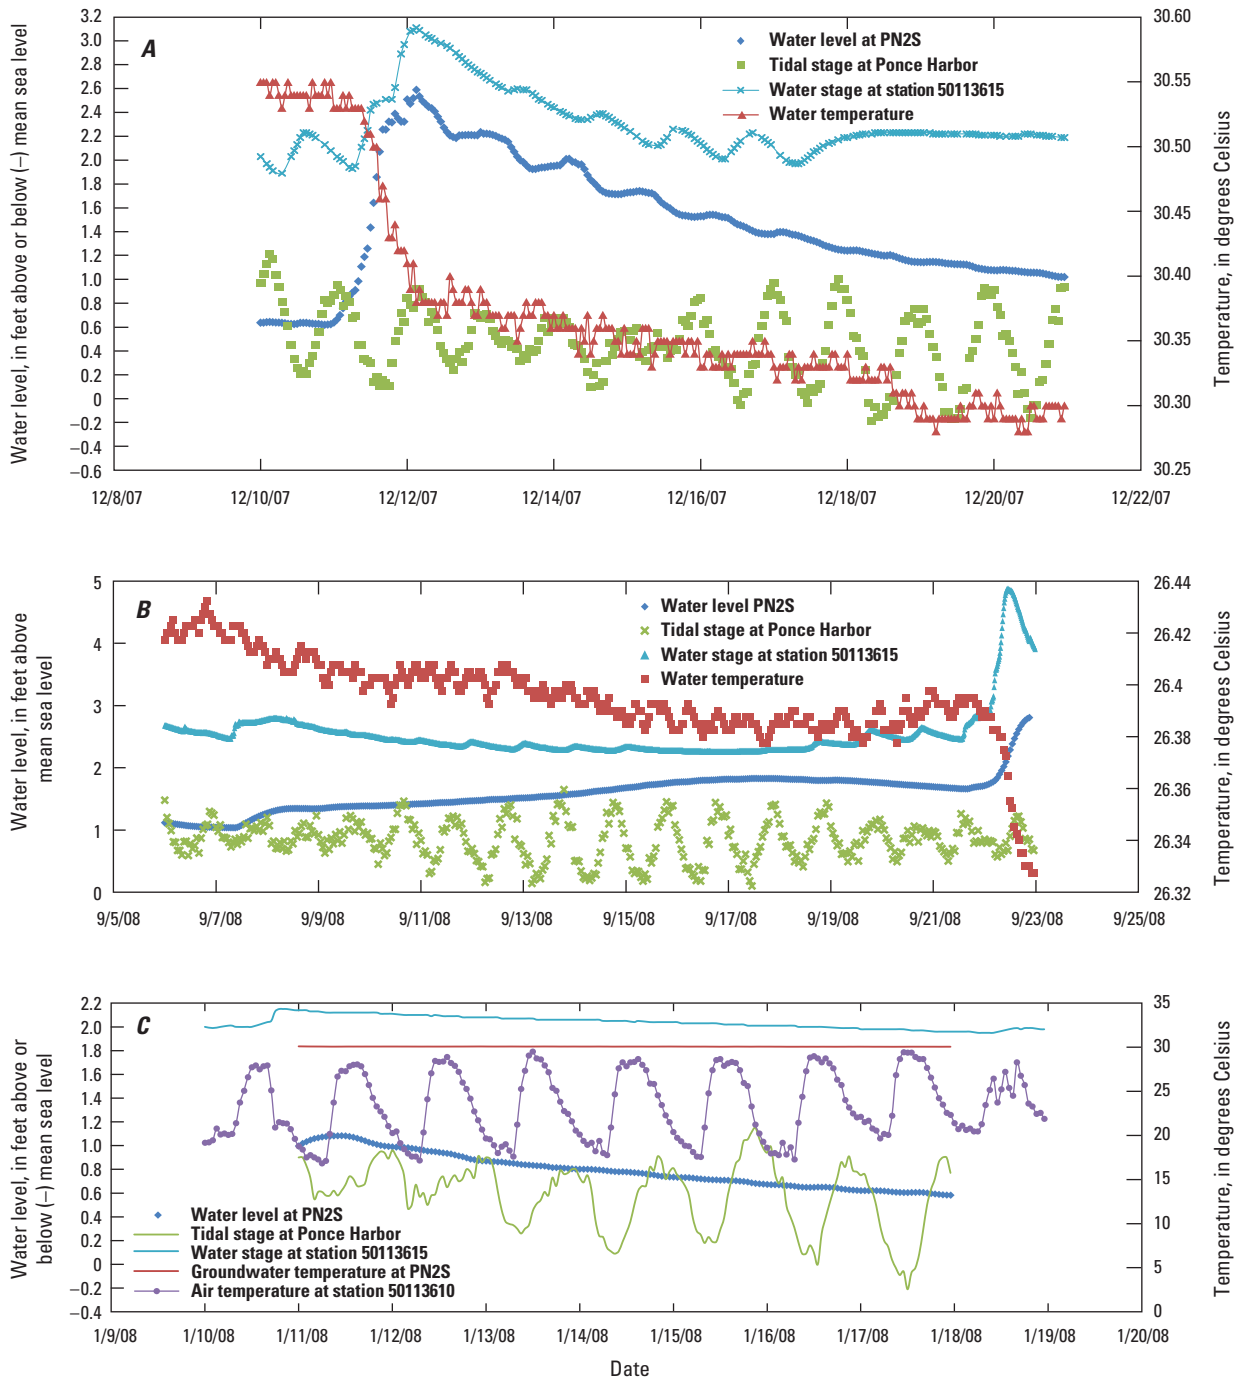 A
Water level, in feet above or below (–) mean sea level
3.2
3.0
2.8
2.6
2.4
2.2
2.0
1.8
1.6
1.4
1.2
1.0
0.8
0.6
0.4
0.2
0
–0.2
–0.4
–0.6
Water level at PN2S
Tidal stage at Ponce Harbor
Water stage at station 50113615
Water temperature
30.60
30.55
30.50
30.45
30.40
30.35
30.30
30.25
Temperature, in degrees Celsius
12/8/07 12/10/07 12/12/07 12/14/07 12/16/07 12/18/07 12/20/07 12/22/07
B
Water level, in feet above
mean sea level
5
4
3
2
1
0
Water level PN2S
Tidal stage at Ponce Harbor
Water stage at station 50113615
Water temperature
26.44
26.42
26.4
26.38
26.36
26.34
26.32
Temperature, in degrees Celsius
9/5/08 9/7/08 9/9/08 9/11/08 9/13/08 9/15/08 9/17/08 9/19/08 9/21/08 9/23/08 9/25/08
C
Water level, in feet above or
below (–) mean sea level
2.2
2.0
1.8
1.6
1.4
1.2
1.0
0.8
0.6
0.4
0.2
0
–0.2
–0.4
Water level at PN2S
Tidal stage at Ponce Harbor
Water stage at station 50113615
Groundwater temperature at PN2S
Air temperature at station 50113610
35
30
25
20
15
10
5
0
Temperature, in degrees Celsius
1/9/08 1/10/08 1/11/08 1/12/08 1/13/08 1/14/08 1/15/08 1/16/08 1/17/08 1/18/08 1/19/08 1/20/08
Date